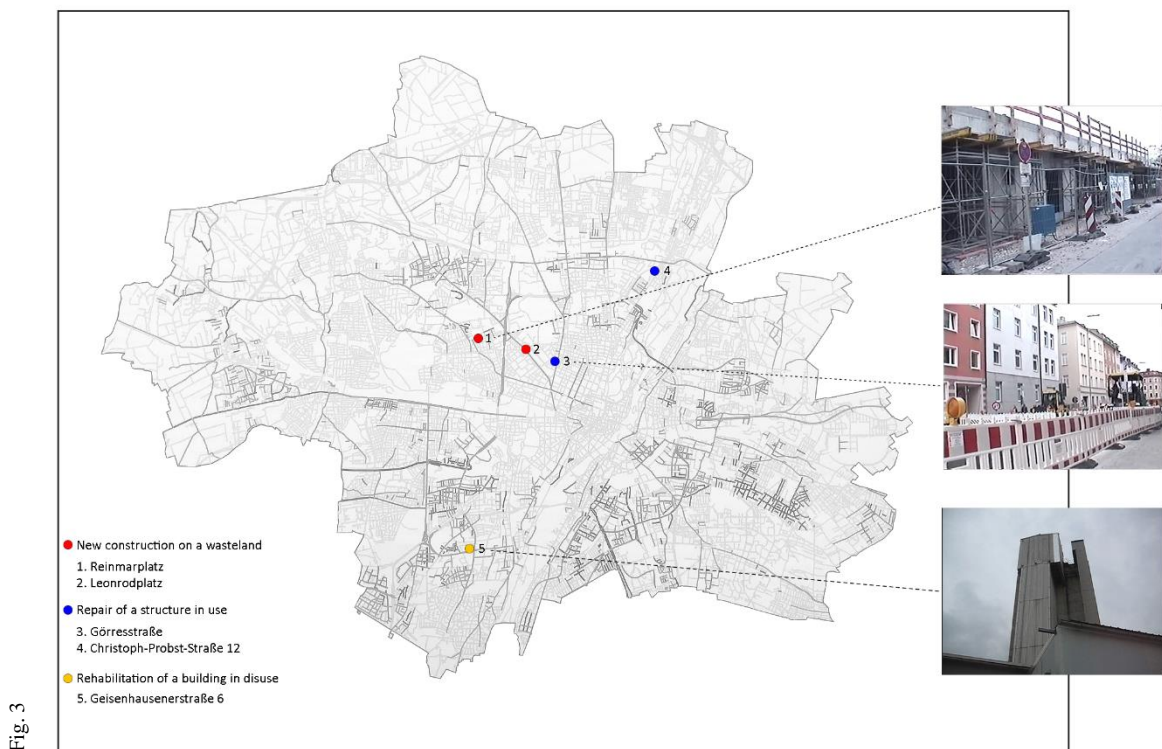 1
2
3
4
5
New construction on a wasteland
1. Reinmarplatz
2. Leonrodplatz
Repair of a structure in use
3. Görresstraße
4. Christoph-Probst-Straße 12
Rehabilitation of a building in disuse
5. Geisenhausenerstraße 6
Fig. 3